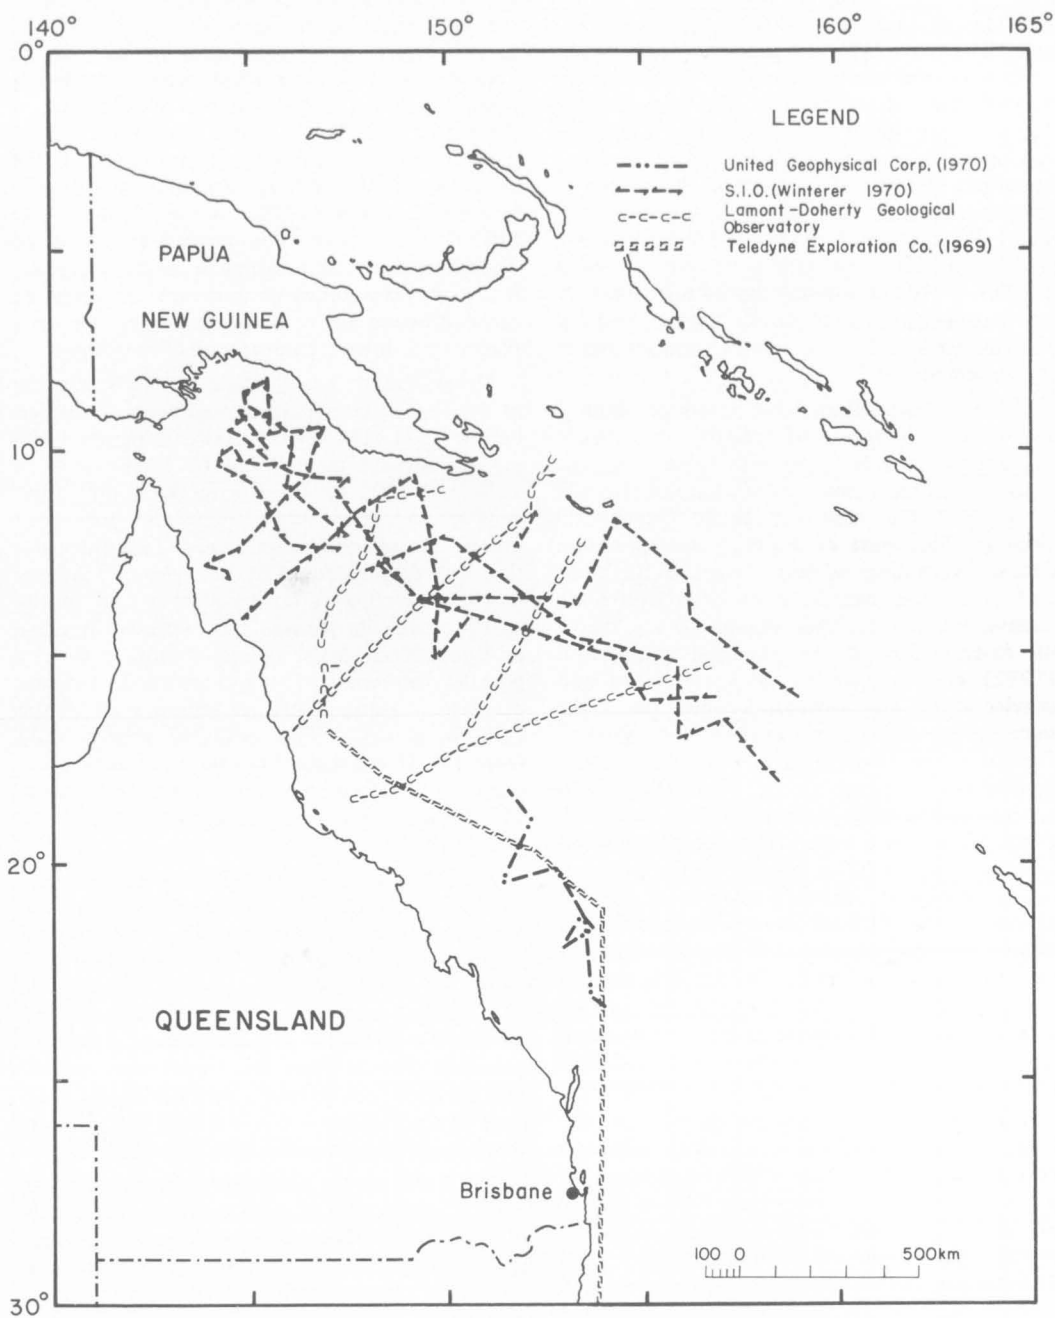 140°
150°
160°
165°
0°
LEGEND
United Geophysical Corp. (1970)
S.I.O. (Winterer 1970)
Lamont-Doherty Geological
Observatory
Teledyne Exploration Co. (1969)
PAPUA
NEW GUINEA
10°
20°
QUEENSLAND
Brisbane
100 0 500km
30°